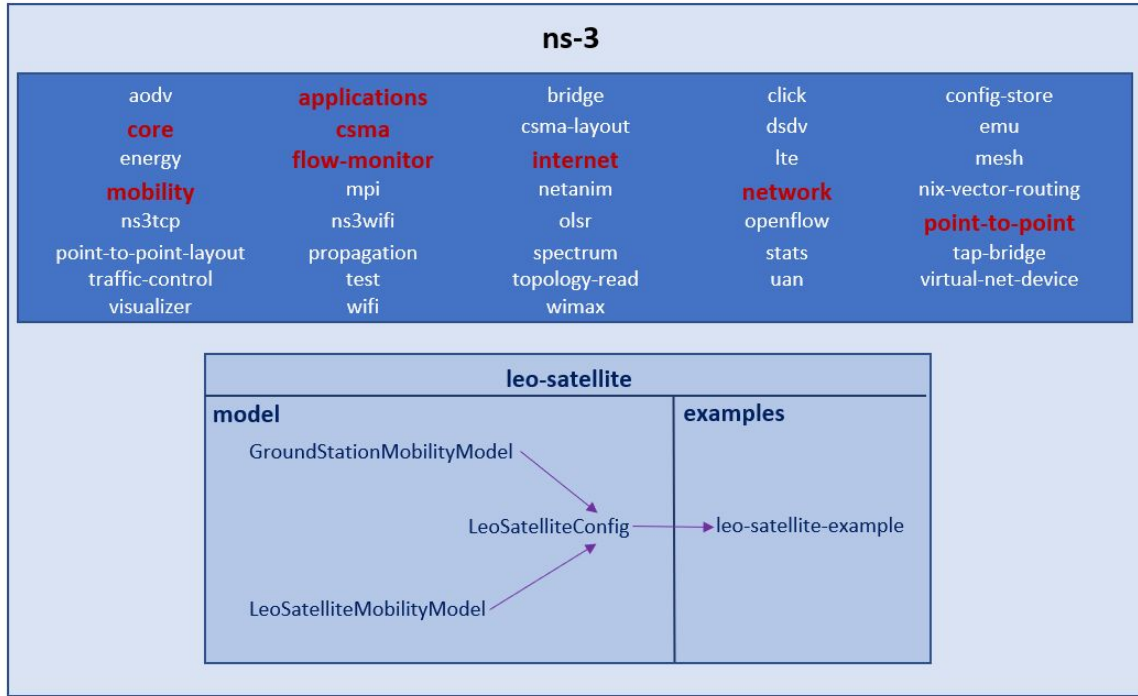 ns-3
aodv applications bridge click config-store
core csma csma-layout dsdv emu
energy flow-monitor internet lte mesh
mobility mpi netanim network nix-vector-routing
ns3tcp ns3wifi olsr openflow point-to-point
point-to-point-layout propagation spectrum stats tap-bridge
traffic-control test topology-read uan virtual-net-device
visualizer wifi wimax
leo-satellite
model examples
GroundStationMobilityModel
LeoSatelliteConfig leo-satellite-example
LeoSatelliteMobilityModel